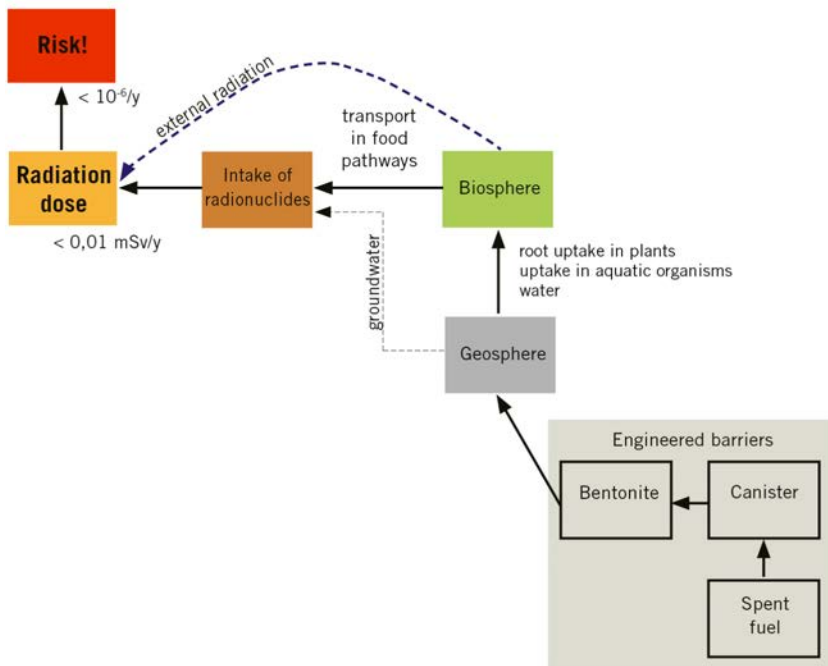 Risk!
< 10⁻⁶/y
external radiation
transport
in food
pathways
Radiation
dose
Intake of
radionuclides
Biosphere
< 0,01 mSv/y
root uptake in plants
uptake in aquatic organisms
water
groundwater
Geosphere
Engineered barriers
Bentonite
Canister
Spent
fuel